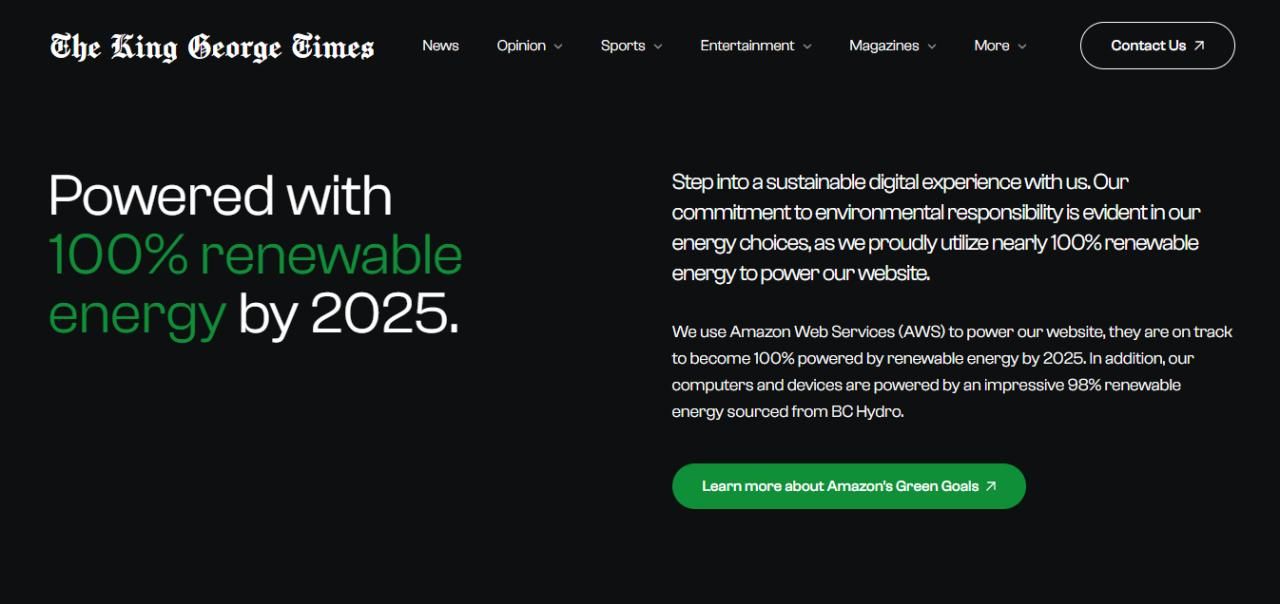 The King George Times
News
Opinion
Sports
Entertainment
Magazines
More
Contact Us
Powered with
100% renewable
energy by 2025.
Step into a sustainable digital experience with us. Our
commitment to environmental responsibility is evident in our
energy choices, as we proudly utilize nearly 100% renewable
energy to power our website.
We use Amazon Web Services (AWS) to power our website, they are on track
to become 100% powered by renewable energy by 2025. In addition, our
computers and devices are powered by an impressive 98% renewable
energy sourced from BC Hydro.
Learn more about Amazon's Green Goals